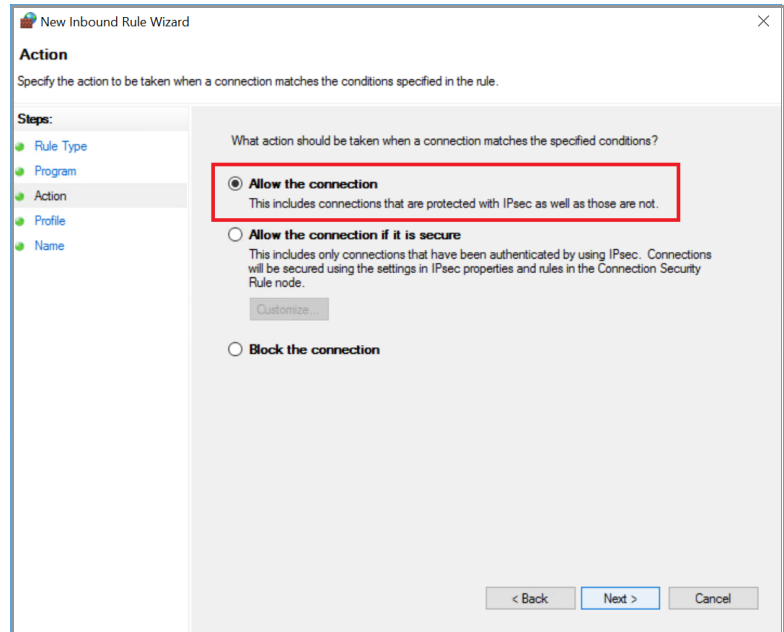 New Inbound Rule Wizard
Action
Specify the action to be taken when a connection matches the conditions specified in the rule.
Steps:
Rule Type
Program
Action
Profile
Name
What action should be taken when a connection matches the specified conditions?
Allow the connection
This includes connections that are protected with IPsec as well as those are not.
Allow the connection if it is secure
This includes only connections that have been authenticated by using IPsec. Connections
will be secured using the settings in IPsec properties and rules in the Connection Security
Rule node.
Customize...
Block the connection
< Back
Next >
Cancel